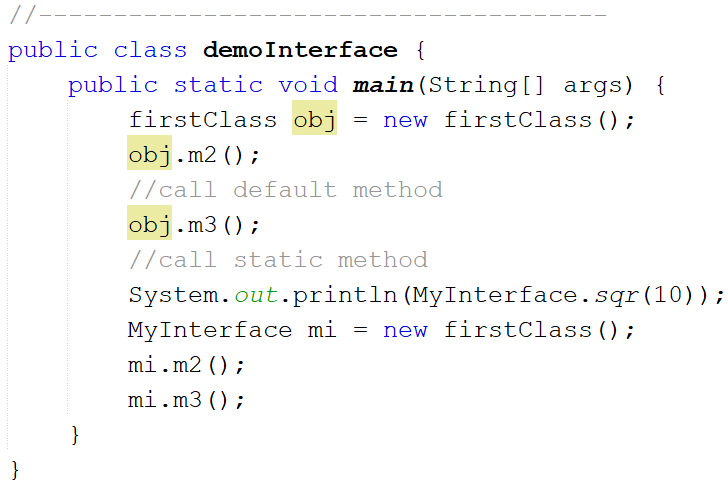 //--------------------------------------
public class demoInterface {
    public static void main(String[] args) {
        firstClass obj = new firstClass();
        obj.m2();
        //call default method
        obj.m3();
        //call static method
        System.out.println(MyInterface.sqr(10));
        MyInterface mi = new firstClass();
        mi.m2();
        mi.m3();
    }
}